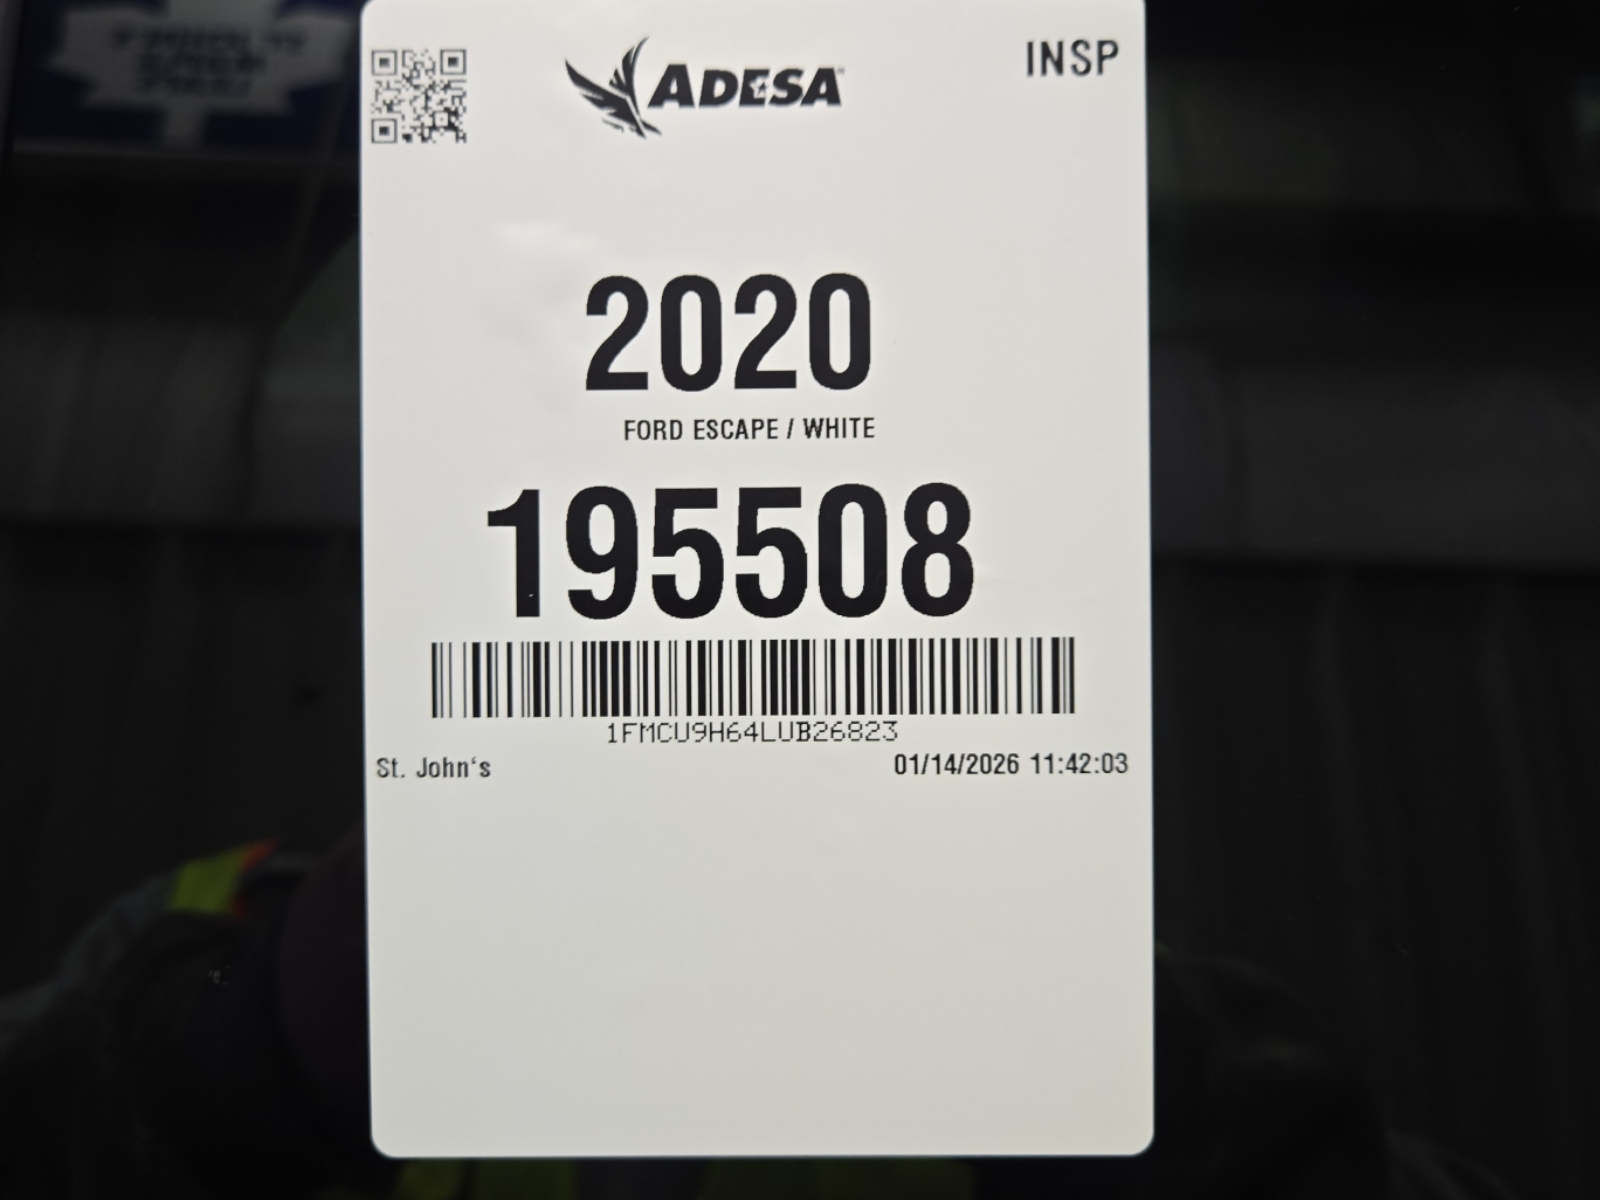 ADESA
INSP
2020
FORD ESCAPE / WHITE
195508
1FMCU9H64LUB26823
St. John's
01/14/2026 11:42:03